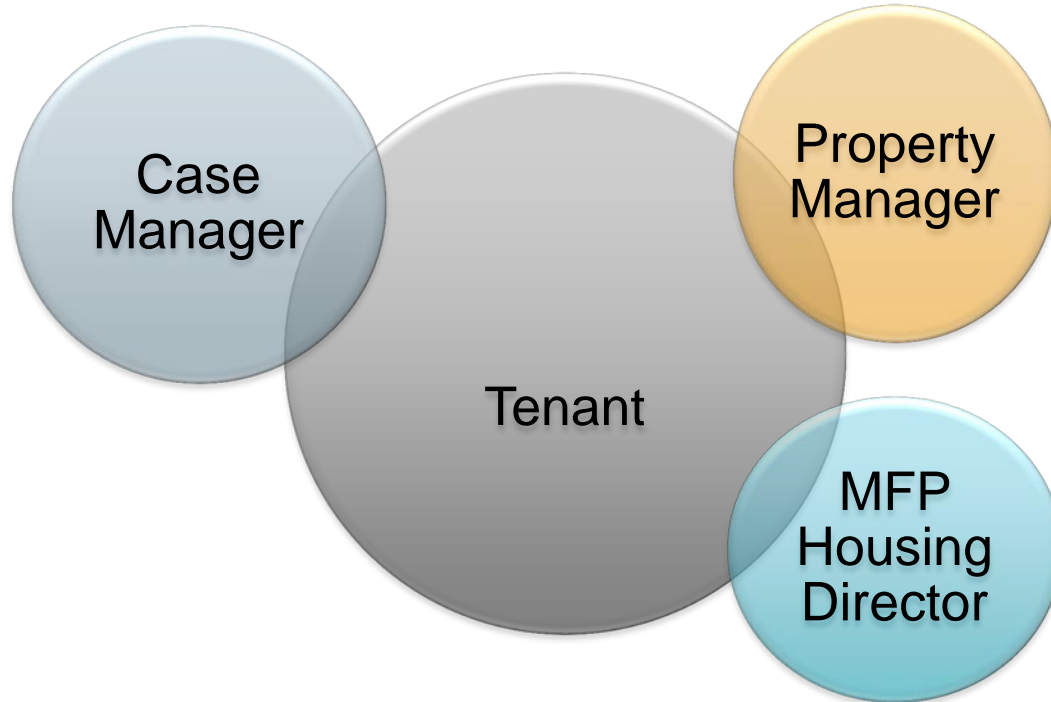 Case
Manager
Property
Manager
Tenant
MFP
Housing
Director